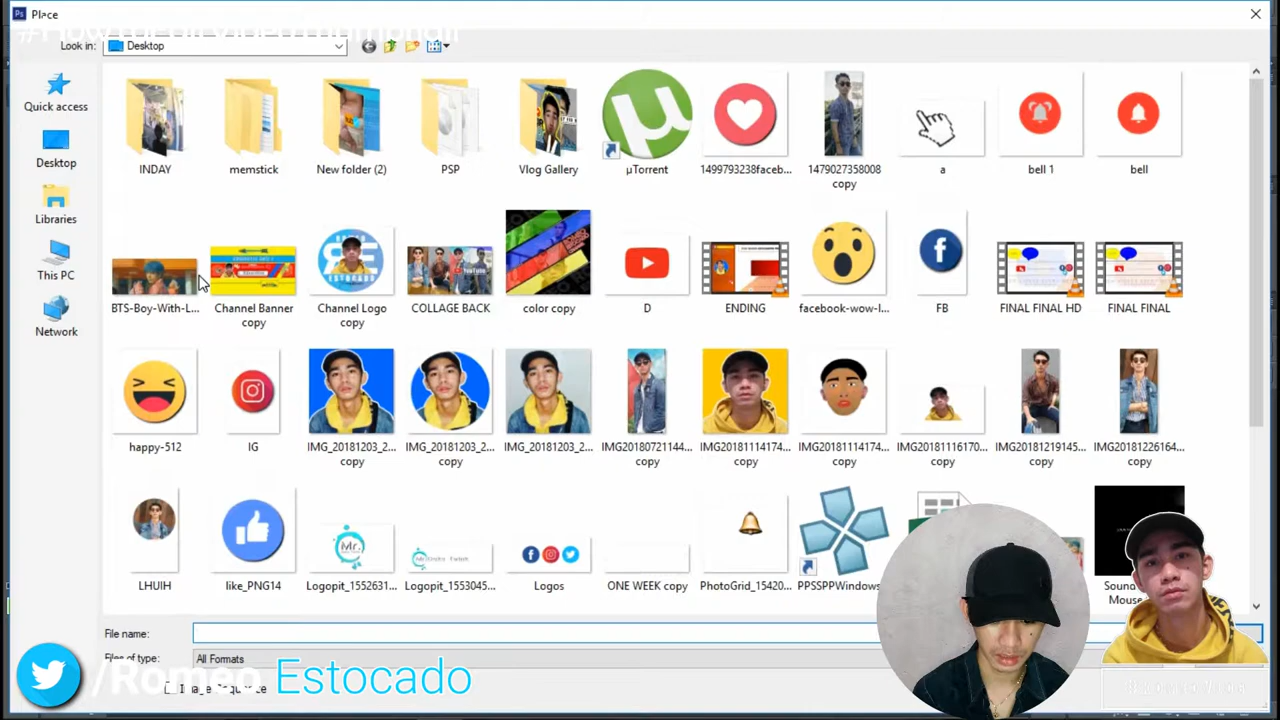 Place
#HowToEditVideoThumbnail
Look in:
Desktop
Quick access
Desktop
Libraries
This PC
Network
INDAY
memstick
New folder (2)
PSP
Vlog Gallery
µTorrent
1499793238faceb...
1479027358008
copy
a
bell 1
bell
BTS-Boy-With-L...
Channel Banner
copy
Channel Logo
copy
COLLAGE BACK
color copy
D
ENDING
facebook-wow-I...
FB
FINAL FINAL HD
FINAL FINAL
happy-512
IG
IMG_20181203_2...
copy
IMG_20181203_2...
copy
IMG_20181203_2...
copy
IMG20180721144...
copy
IMG20181114174...
copy
IMG20181114174...
copy
IMG20181116170...
copy
IMG20181219145...
copy
IMG20181226164...
copy
LHUIH
like_PNG14
Logopit_1552631...
Logopit_1553045...
Logos
ONE WEEK copy
PhotoGrid_15420...
PPSSPPWindows
Sound
Mouse
File name:
Files of type:
All Formats
/Romeo Estocado